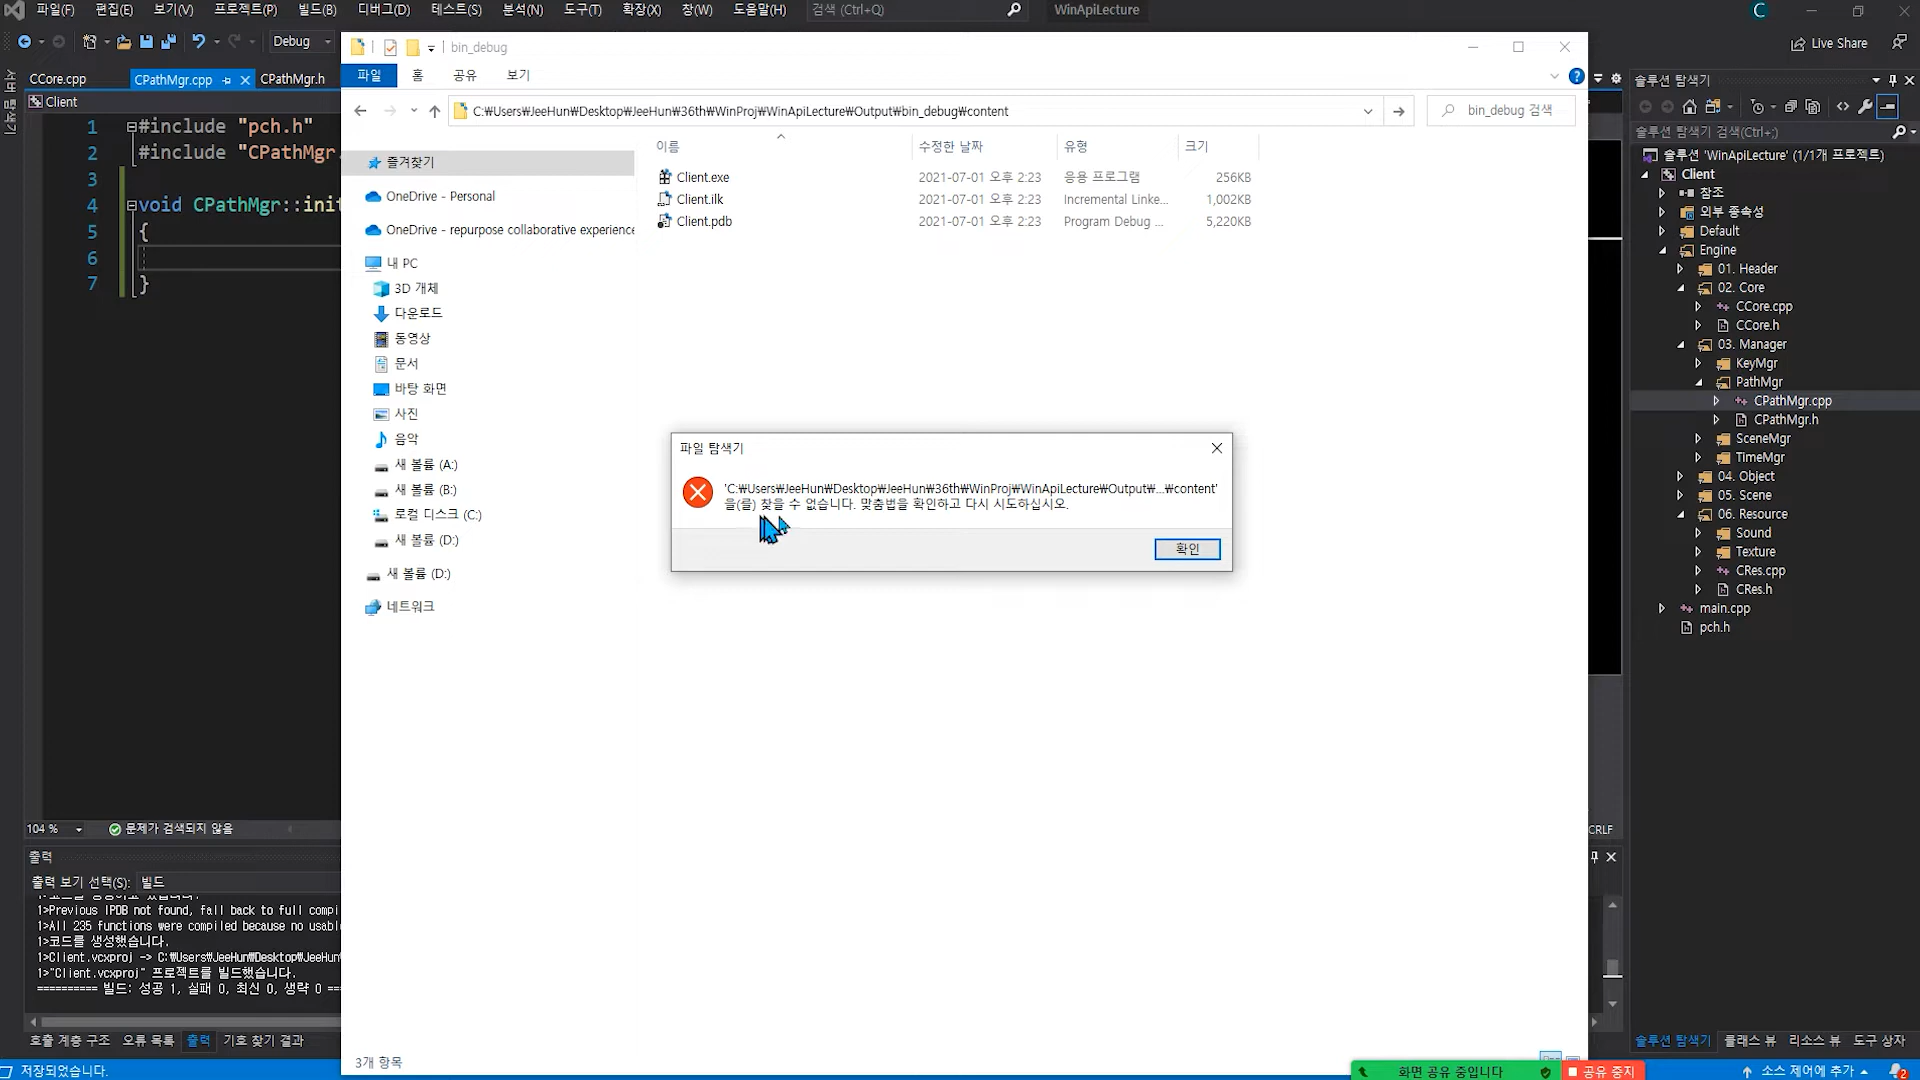 파일(F) 편집(E) 보기(V) 프로젝트(P) 빌드(B) 디버그(D) 테스트(S) 분석(N) 도구(T) 확장(X) 창(W) 도움말(H) 검색 (Ctrl+Q) WinApiLecture
Debug
Live Share
CCore.cpp CPathMgr.cpp CPathMgr.h
Client
1 #include "pch.h"
2 #include "CPathMgr.
3
4 void CPathMgr::init
5 {
6
7 }
104 % 문제가 검색되지 않음
CRLF
출력
출력 보기 선택(S): 빌드
1>Previous IPDB not found, fall back to full compi
1>All 235 functions were compiled because no usabl
1>코드를 생성했습니다.
1>Client.vcxproj -> C:₩Users₩JeeHun₩Desktop₩JeeHun₩
1>"Client.vcxproj" 프로젝트를 빌드했습니다.
========== 빌드: 성공 1, 실패 0, 최신 0, 생략 0 ==
호출 계층 구조 오류 목록 출력 기호 찾기 결과
저장되었습니다.
bin_debug
파일 홈 공유 보기
C:₩Users₩JeeHun₩Desktop₩JeeHun₩36th₩WinProj₩WinApiLecture₩Output₩bin_debug₩content
bin_debug 검색
즐겨찾기
OneDrive - Personal
OneDrive - repurpose collaborative experience
내 PC
3D 개체
다운로드
동영상
문서
바탕 화면
사진
음악
새 볼륨 (A:)
새 볼륨 (B:)
로컬 디스크 (C:)
새 볼륨 (D:)
새 볼륨 (D:)
네트워크
이름 수정한 날짜 유형 크기
Client.exe 2021-07-01 오후 2:23 응용 프로그램 256KB
Client.ilk 2021-07-01 오후 2:23 Incremental Linke... 1,002KB
Client.pdb 2021-07-01 오후 2:23 Program Debug ... 5,220KB
파일 탐색기
'C:₩Users₩JeeHun₩Desktop₩JeeHun₩36th₩WinProj₩WinApiLecture₩Output₩...₩content'
을(를) 찾을 수 없습니다. 맞춤법을 확인하고 다시 시도하십시오.
확인
3개 항목
솔루션 탐색기
솔루션 탐색기 검색(Ctrl+;)
솔루션 'WinApiLecture' (1/1개 프로젝트)
Client
참조
외부 종속성
Default
Engine
01. Header
02. Core
CCore.cpp
CCore.h
03. Manager
KeyMgr
PathMgr
CPathMgr.cpp
CPathMgr.h
SceneMgr
TimeMgr
04. Object
05. Scene
06. Resource
Sound
Texture
CRes.cpp
CRes.h
main.cpp
pch.h
솔루션 탐색기 클래스 뷰 리소스 뷰 도구 상자
화면 공유 중입니다 공유 중지
소스 제어에 추가 2